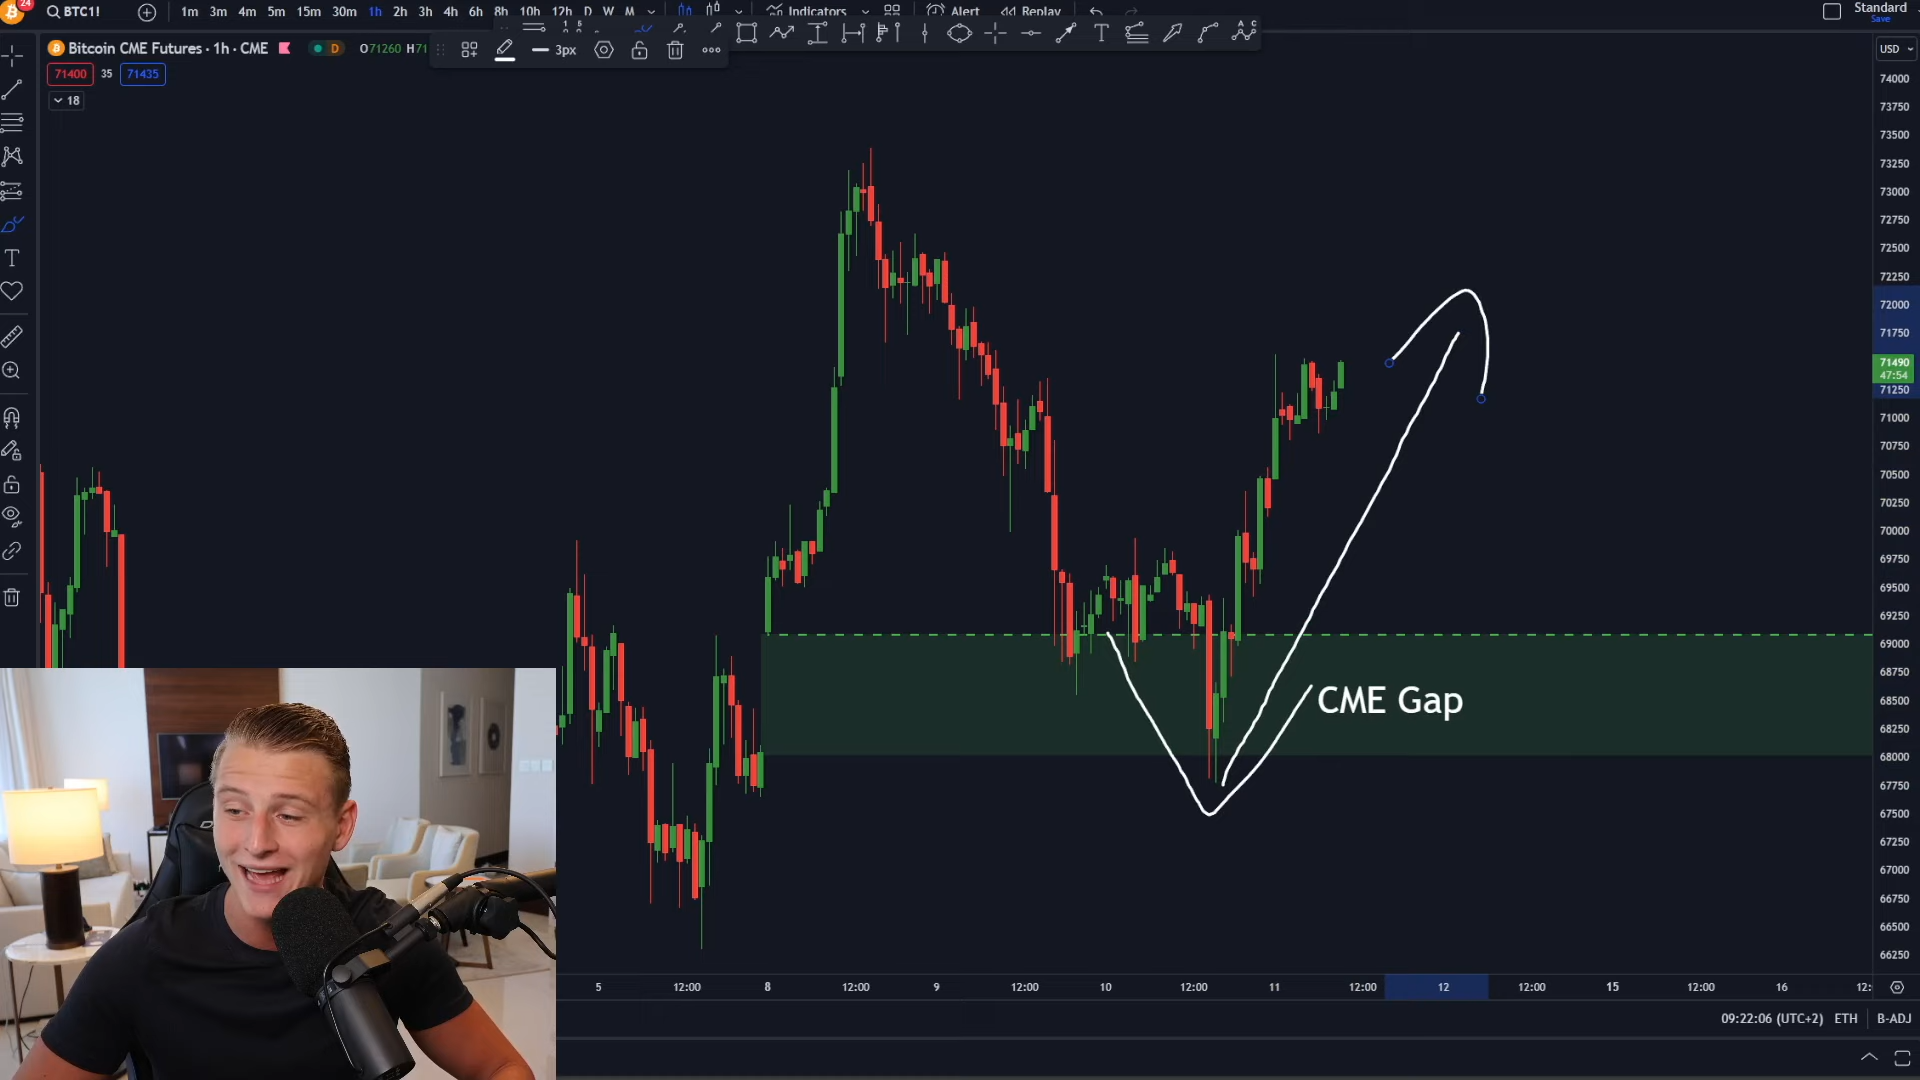 24
BTC1!
1m 3m 4m 5m 15m 30m 1h 2h 3h 4h 6h 8h 10h 12h D W M
Indicators
Alert
Replay
Standard
Save
Bitcoin CME Futures · 1h · CME
D
O71260 H71
3px
USD
71400 35 71435
18
74000
73750
73500
73250
73000
72750
72500
72250
72000
71750
71490
47:54
71250
71000
70750
70500
70250
70000
69750
69500
69250
69000
68750
68500
68250
68000
67750
67500
67250
67000
66750
66500
66250
CME Gap
5 12:00 8 12:00 9 12:00 10 12:00 11 12:00 12 12:00 15 12:00 16 12:
09:22:06 (UTC+2) ETH B-ADJ